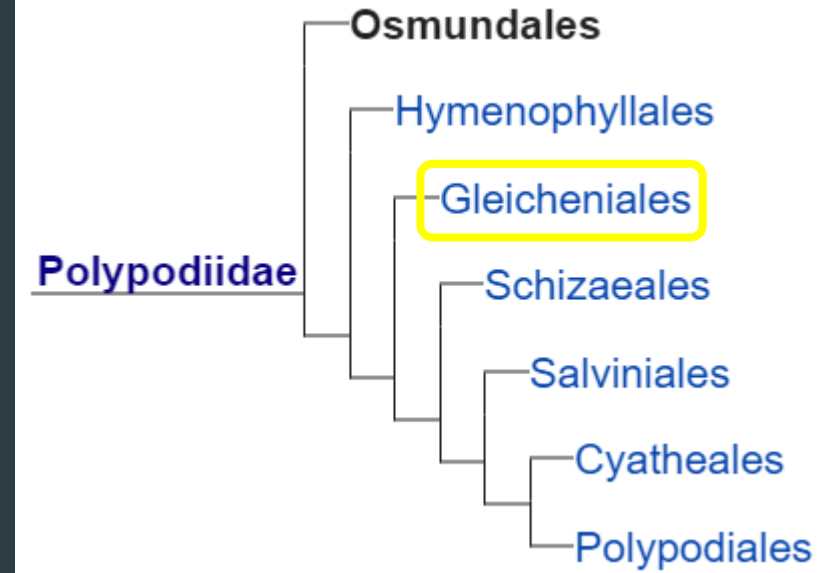 Osmundales
Hymenophyllales
Gleicheniales
Polypodiidae
Schizaeales
Salviniales
Cyatheales
Polypodiales